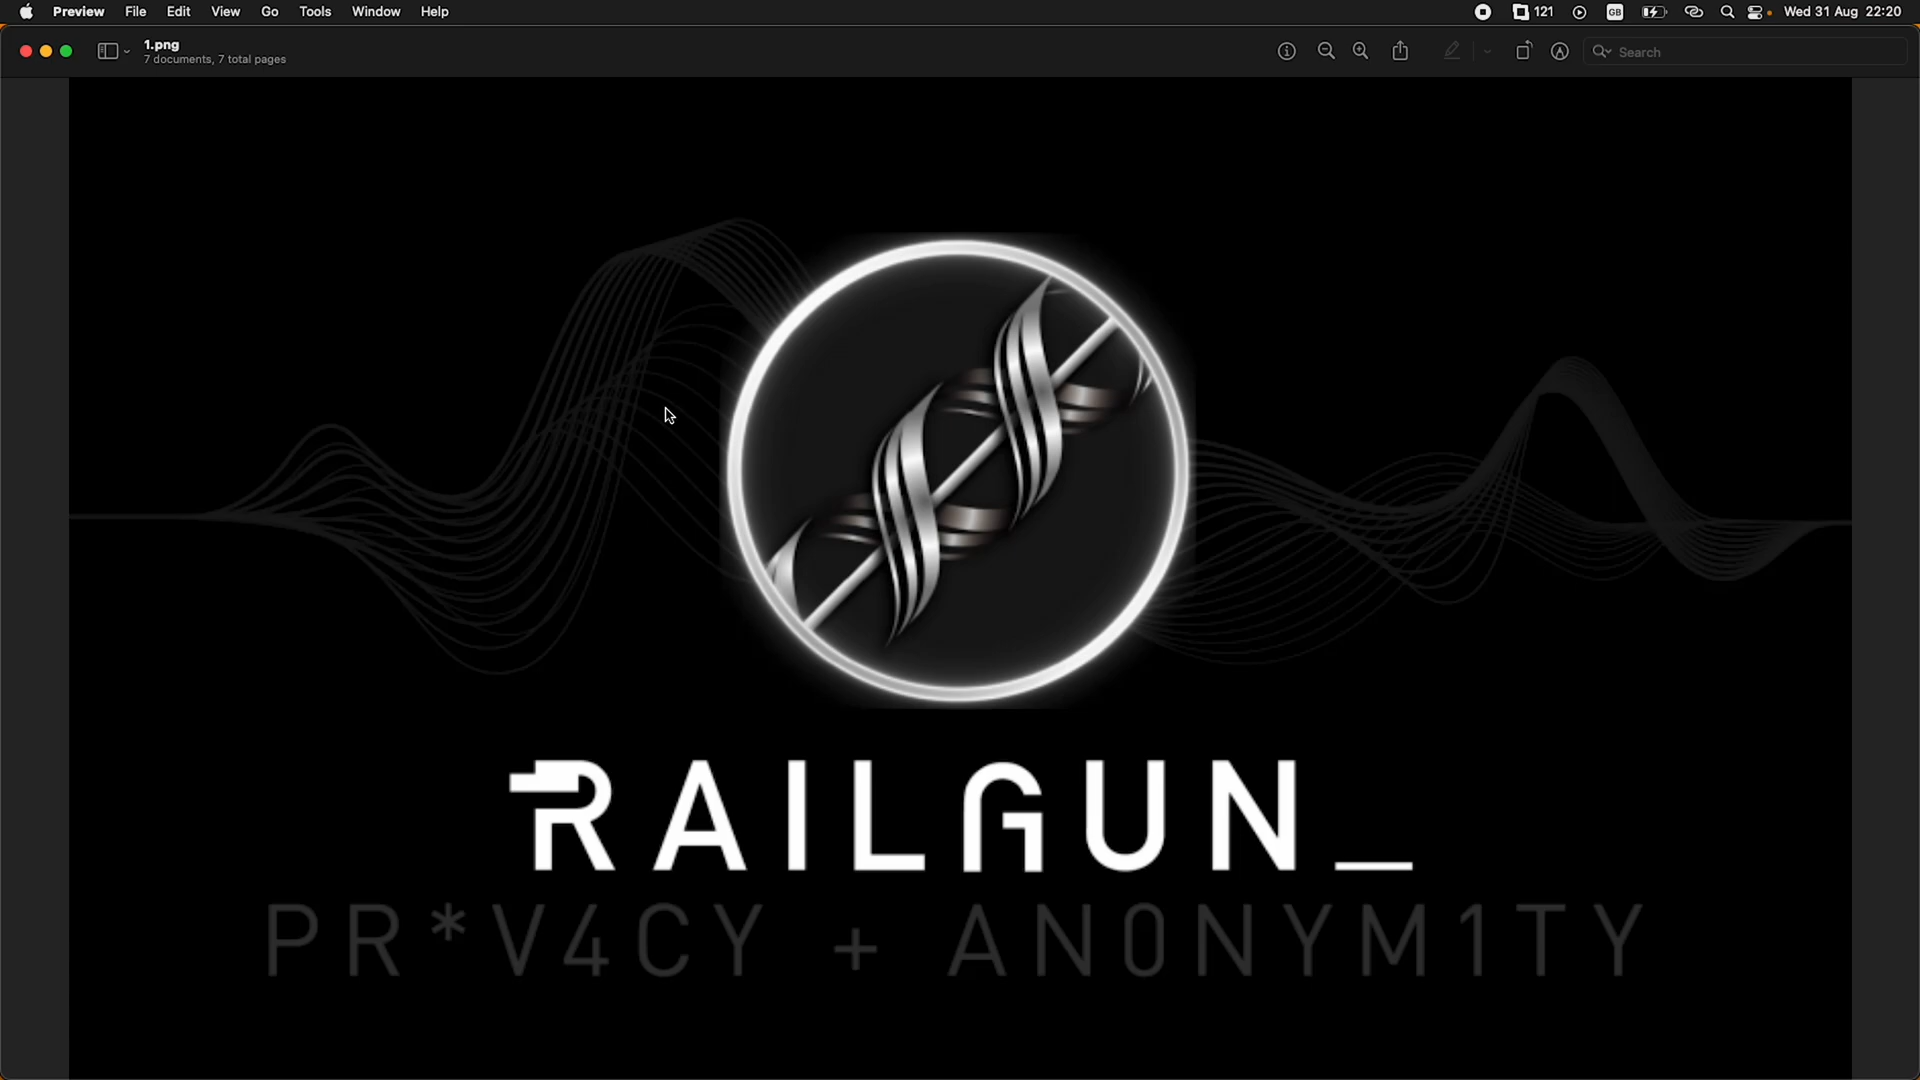 Preview File Edit View Go Tools Window Help
121 GB Wed 31 Aug 22:20
1.png
7 documents, 7 total pages
Search
RAILGUN_
PR*V4CY + AN0NYM1TY